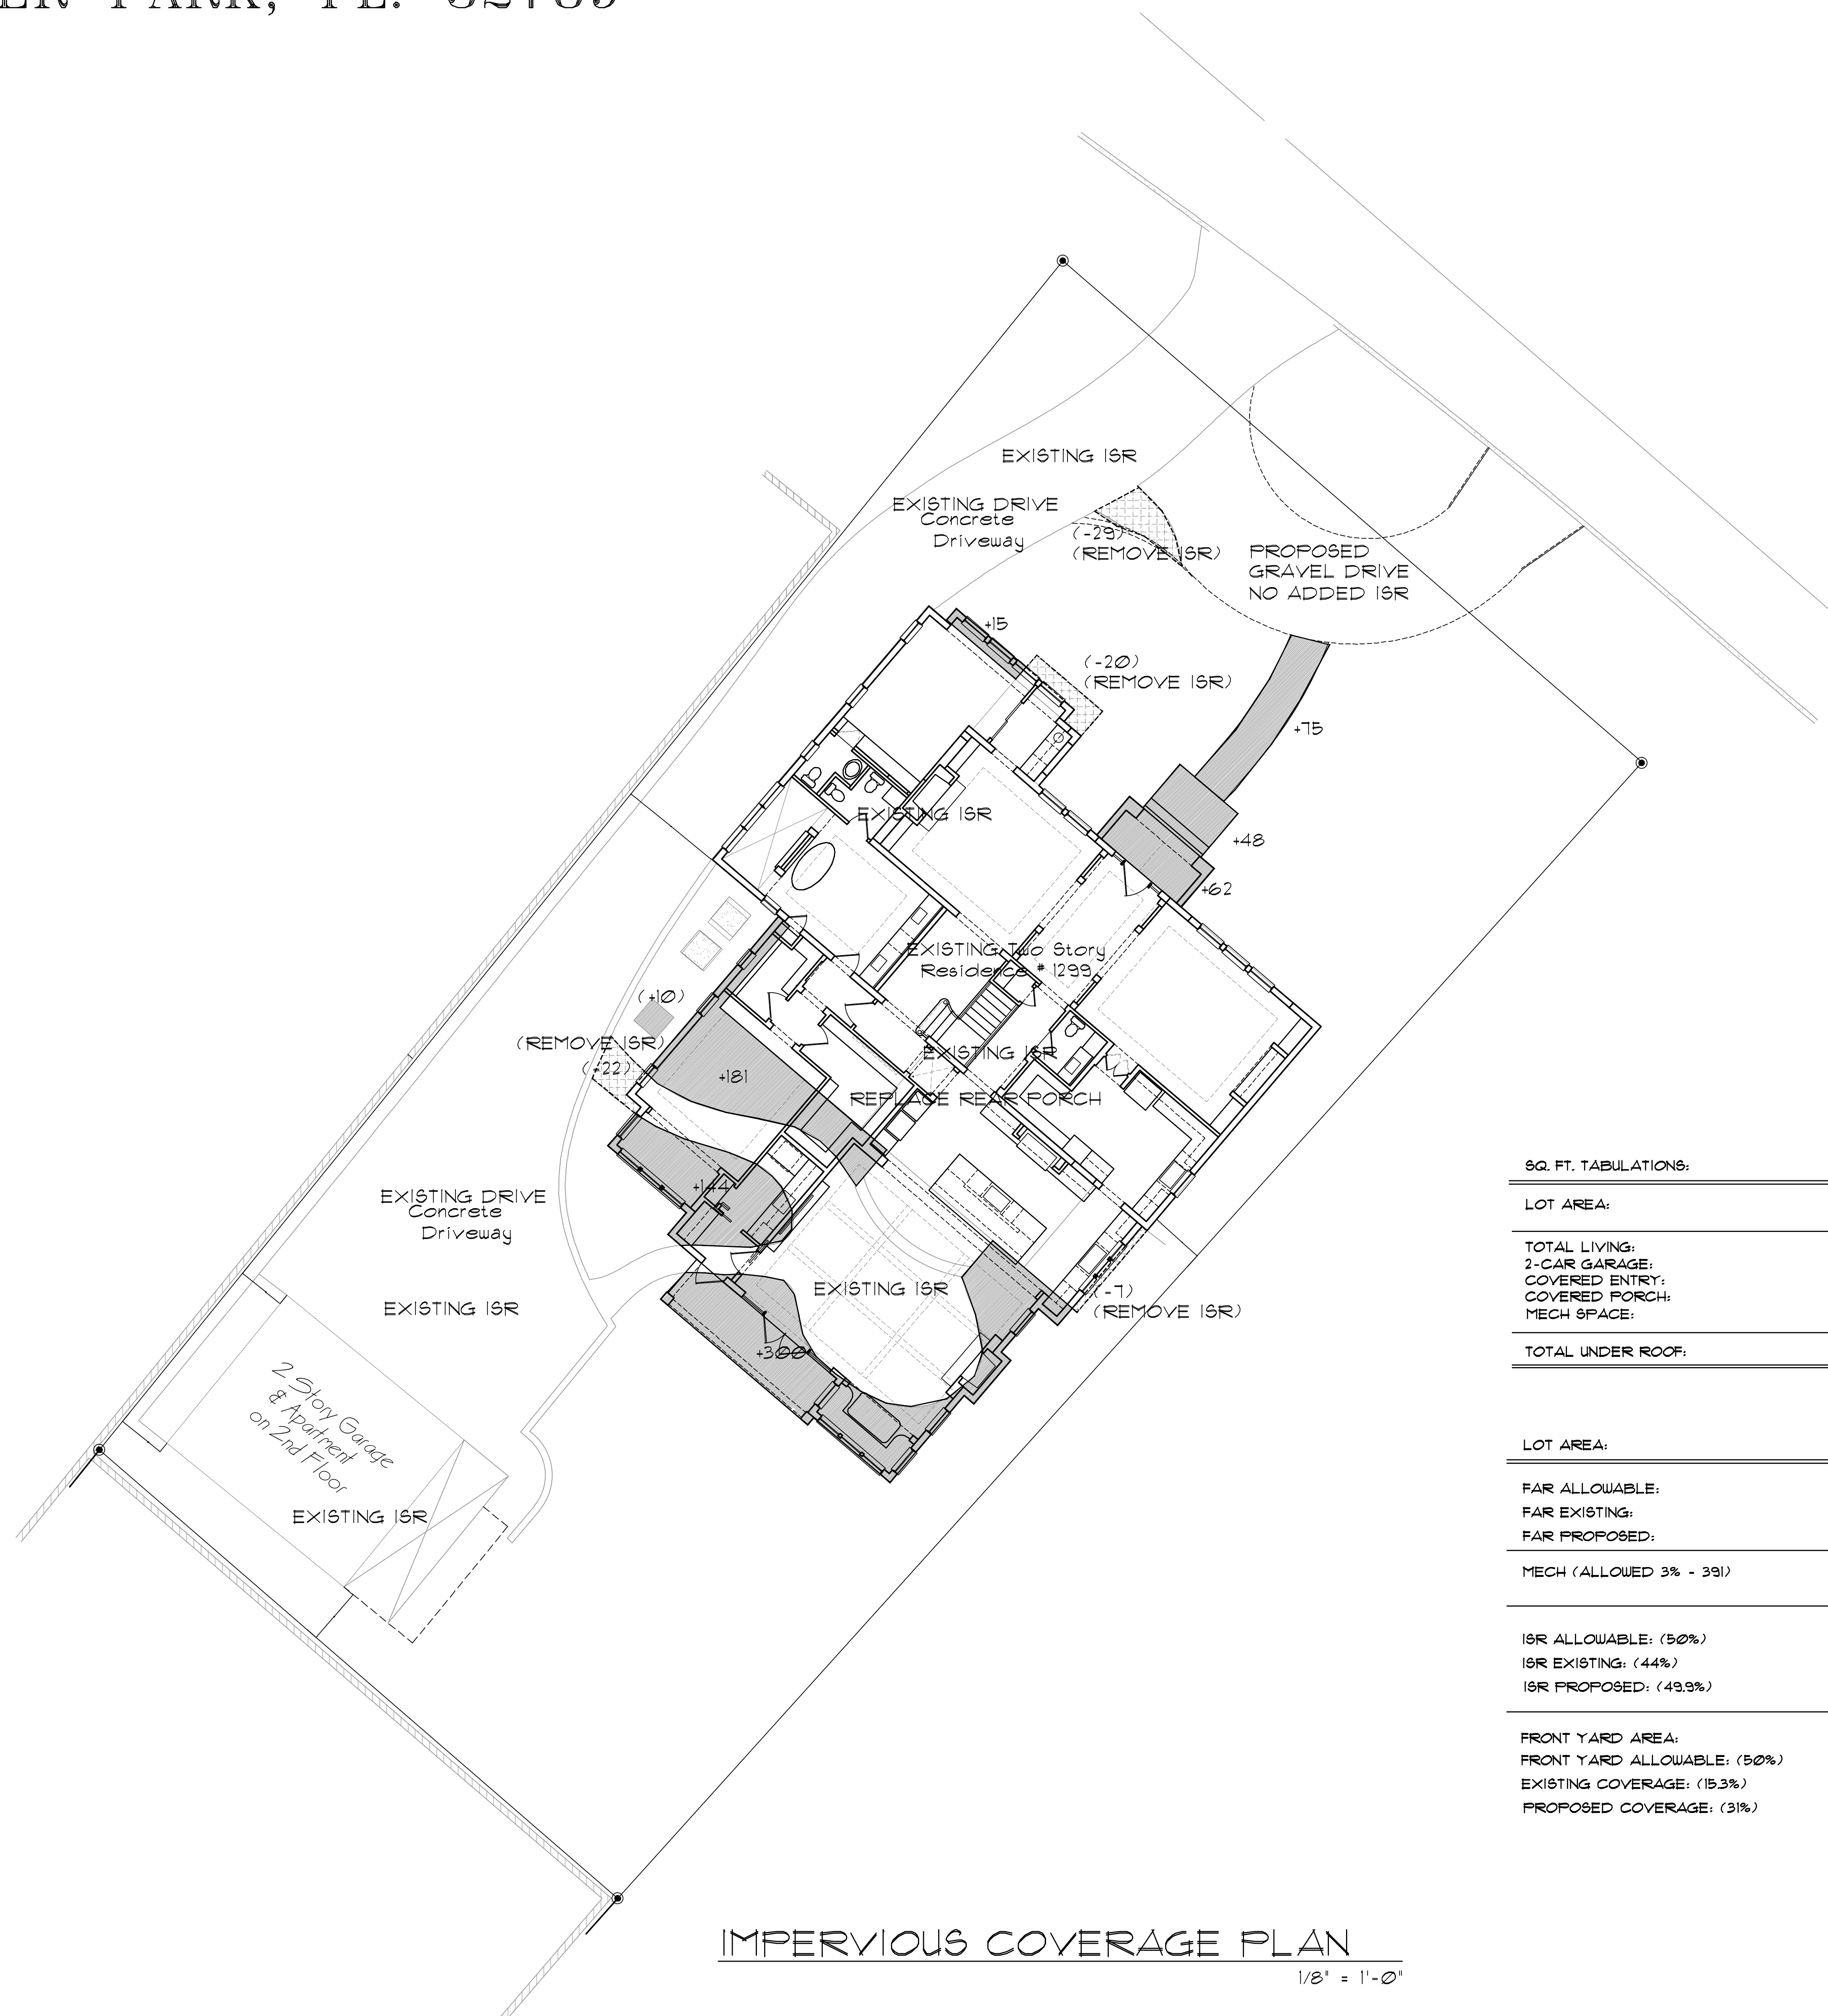 EXISTING ISR
EXISTING DRIVE
Concrete
Driveway
(-29)
(REMOVE ISR)
PROPOSED
GRAVEL DRIVE
NO ADDED ISR
+15
(-20)
(REMOVE ISR)
+75
EXISTING ISR
+48
+62
EXISTING Two Story
Residence # 1299
(+10)
(REMOVE ISR)
(-22)
EXISTING ISR
+181
REPLACE REAR PORCH
+144
EXISTING DRIVE
Concrete
Driveway
EXISTING ISR
EXISTING ISR
(-7)
(REMOVE ISR)
+300
2 Story Garage
& Apartment
on 2nd Floor
EXISTING ISR
SQ. FT. TABULATIONS:
LOT AREA:
TOTAL LIVING:
2-CAR GARAGE:
COVERED ENTRY:
COVERED PORCH:
MECH SPACE:
TOTAL UNDER ROOF:
LOT AREA:
FAR ALLOWABLE:
FAR EXISTING:
FAR PROPOSED:
MECH (ALLOWED 3% - 391)
ISR ALLOWABLE: (50%)
ISR EXISTING: (44%)
ISR PROPOSED: (49.9%)
FRONT YARD AREA:
FRONT YARD ALLOWABLE: (50%)
EXISTING COVERAGE: (15.3%)
PROPOSED COVERAGE: (31%)
IMPERVIOUS COVERAGE PLAN
1/8" = 1'-0"